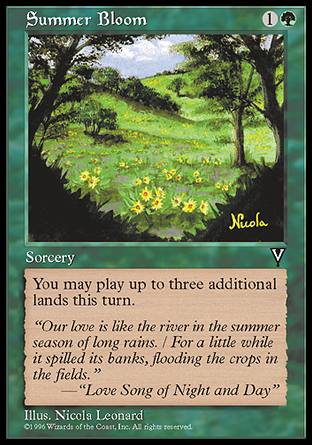 Summer Bloom 1
Nicola
Sorcery V
You may play up to three additional
lands this turn.
“Our love is like the river in the summer
season of long rains. / For a little while
it spilled its banks, flooding the crops in
the fields.”
—“Love Song of Night and Day”
Illus. Nicola Leonard
©1996 Wizards of the Coast, Inc. All rights reserved.